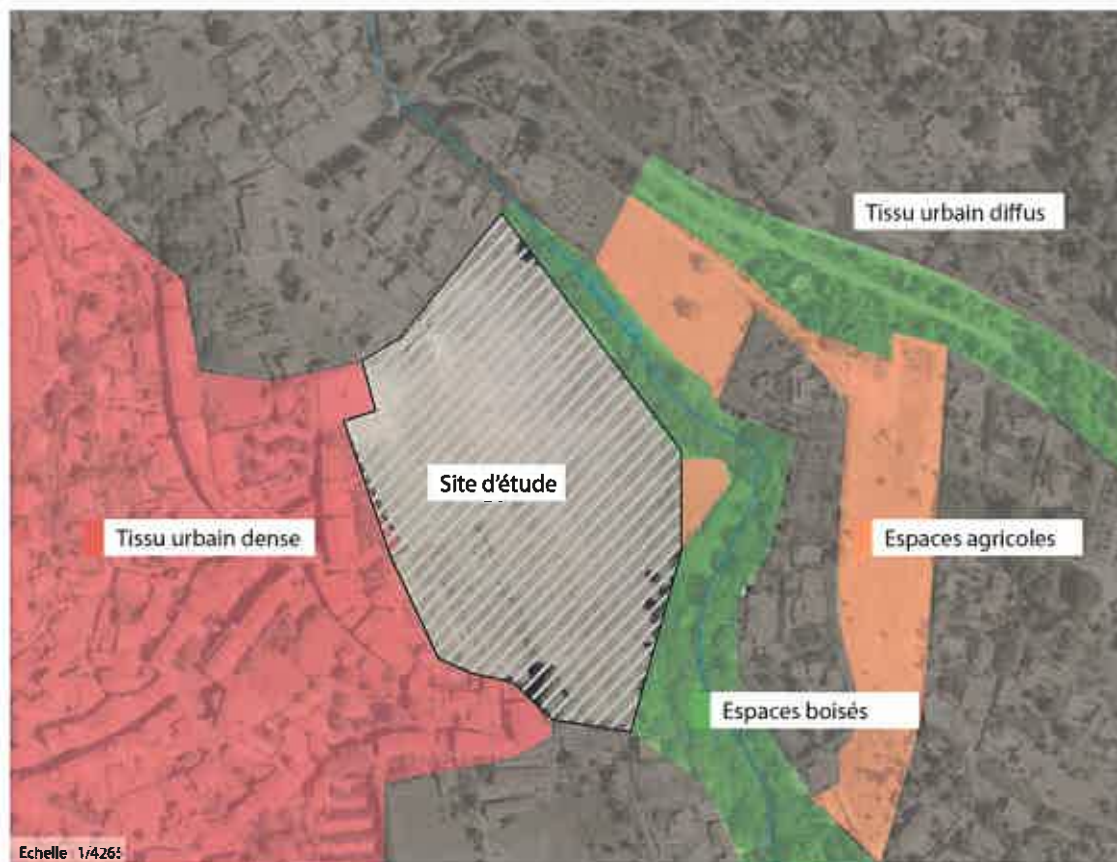 Tissu urbain diffus
Site d'étude
Tissu urbain dense
Espaces agricoles
Espaces boisés
Echelle 1/4265